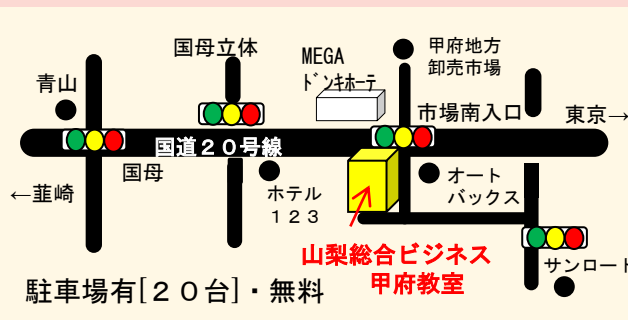 国母立体
MEGA
ドンキホーテ
甲府地方
卸売市場
青山
市場南入口
東京→
国道２０号線
国母
←韮崎
ホテル
１２３
オート
バックス
山梨総合ビジネス
甲府教室
サンロード
駐車場有[２０台]・無料